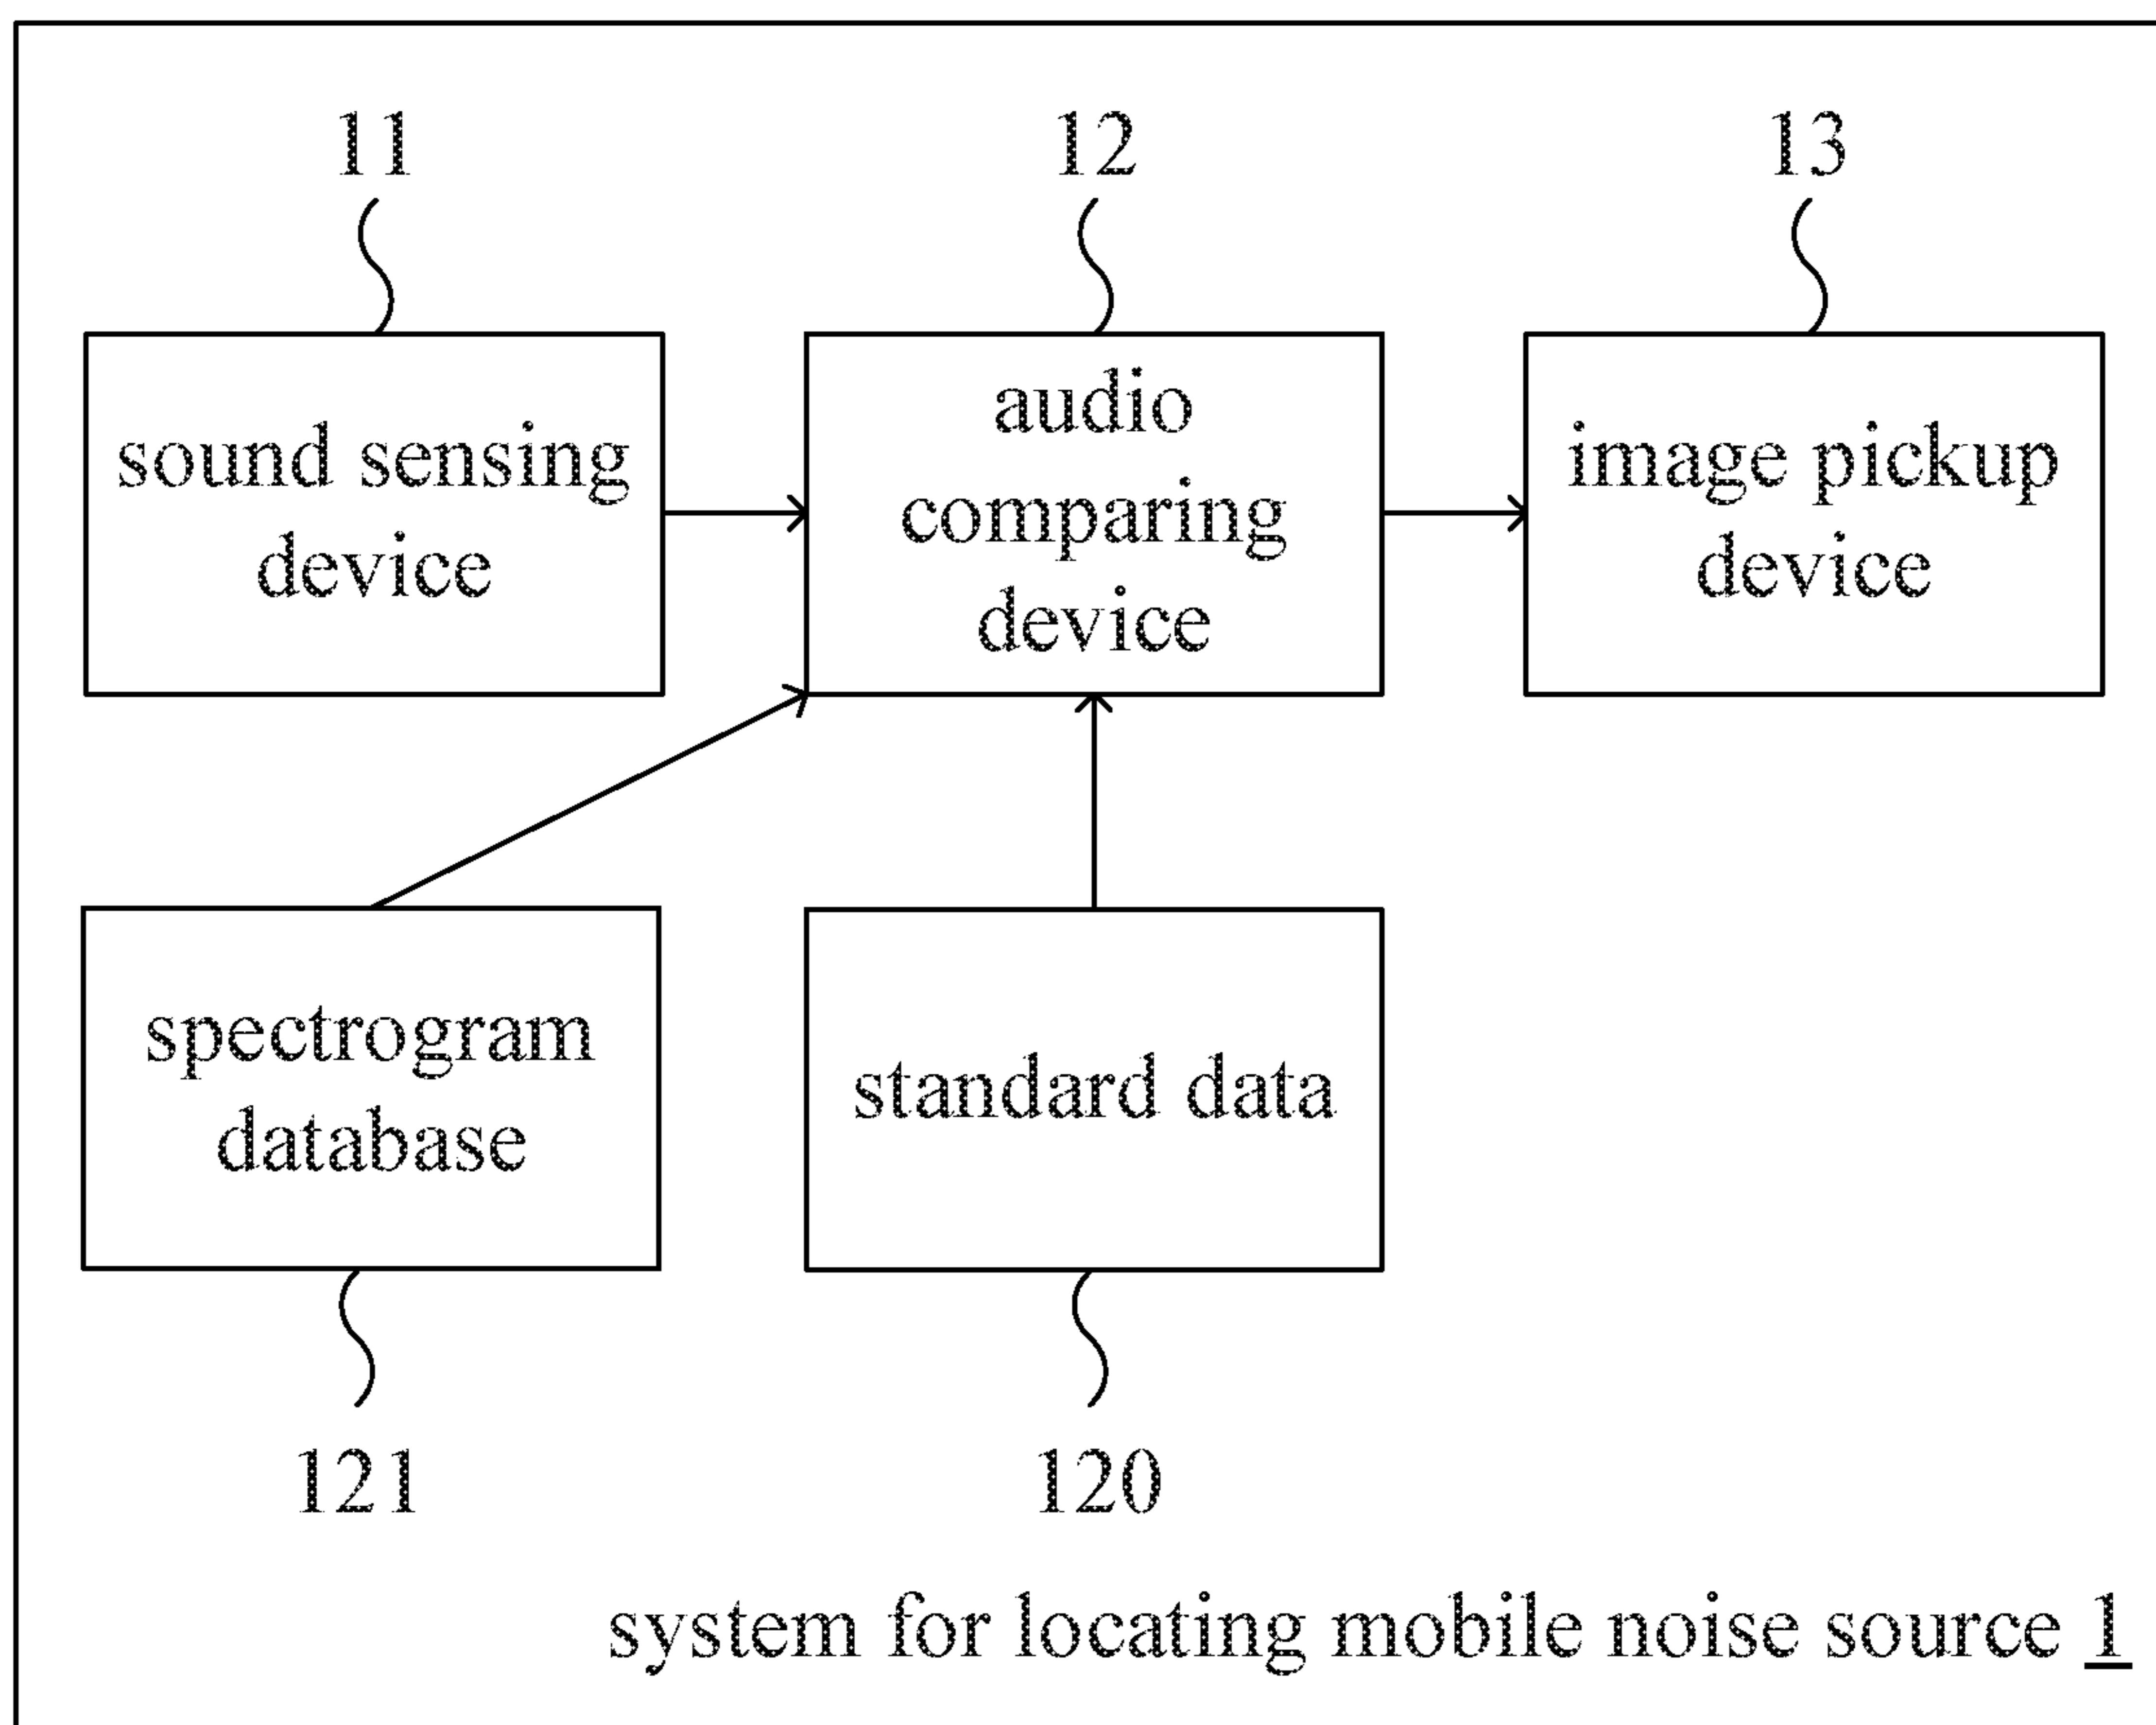 11
12
13
sound sensing
device
audio
comparing
device
image pickup
device
spectrogram
database
standard data
121
120
system for locating mobile noise source 1